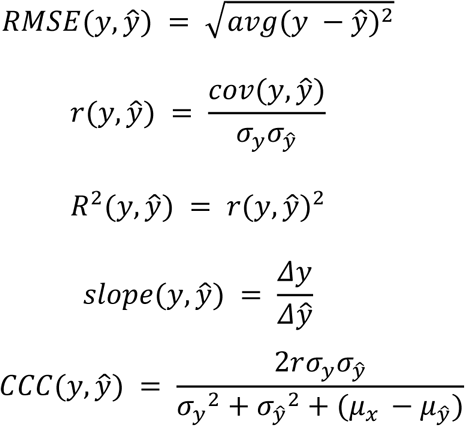 RMSE(y, ŷ) = √avg(y − ŷ)²
r(y, ŷ) = cov(y, ŷ) / σ_y σ_ŷ
R²(y, ŷ) = r(y, ŷ)²
slope(y, ŷ) = Δy / Δŷ
CCC(y, ŷ) = 2rσ_y σ_ŷ / σ_y² + σ_ŷ² + (μ_x − μ_ŷ)